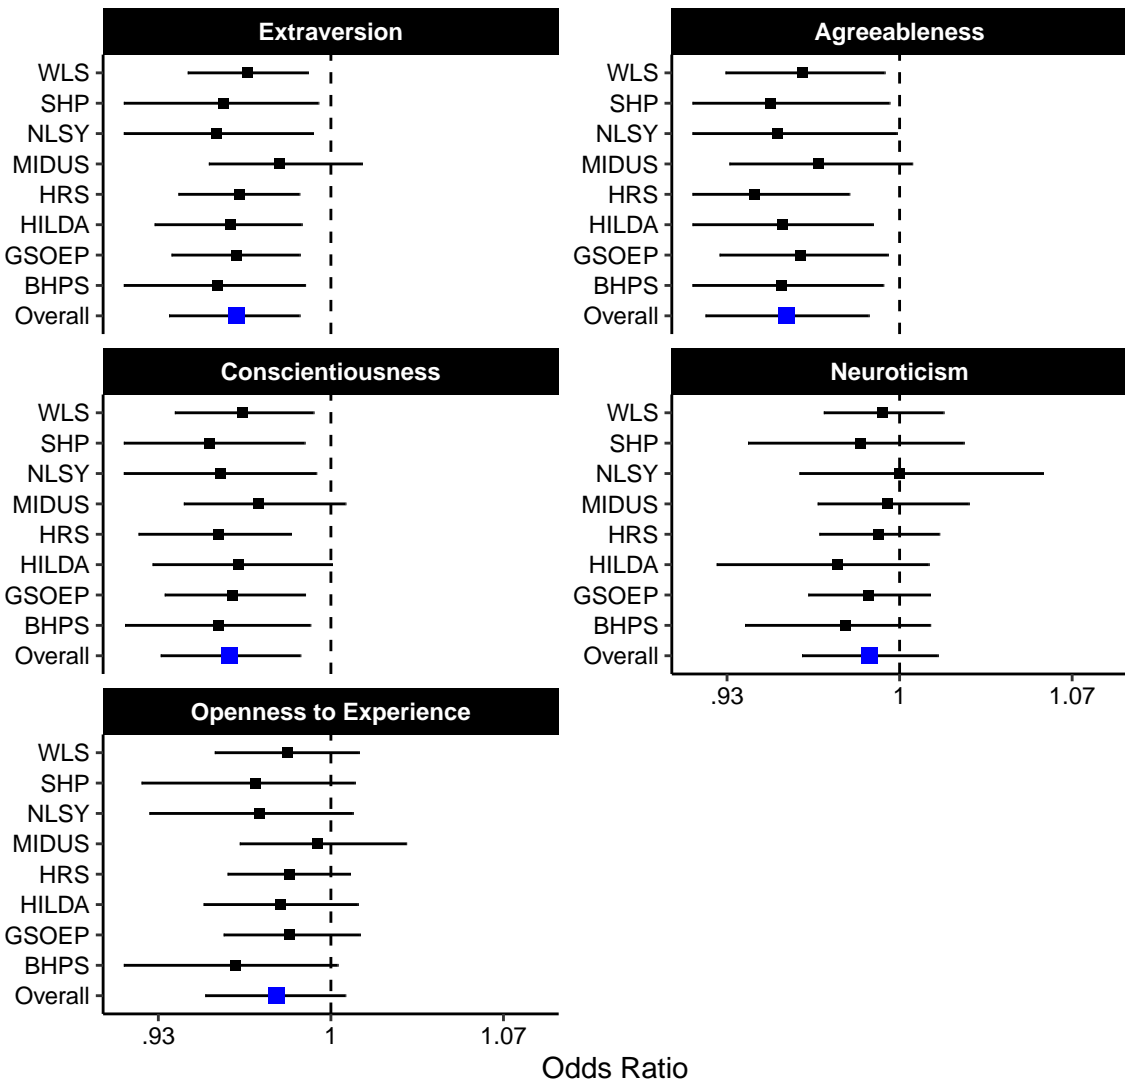 Extraversion
WLS
SHP
NLSY
MIDUS
HRS
HILDA
GSOEP
BHPS
Overall
Agreeableness
WLS
SHP
NLSY
MIDUS
HRS
HILDA
GSOEP
BHPS
Overall
Conscientiousness
WLS
SHP
NLSY
MIDUS
HRS
HILDA
GSOEP
BHPS
Overall
Neuroticism
WLS
SHP
NLSY
MIDUS
HRS
HILDA
GSOEP
BHPS
Overall
.93 1 1.07
Openness to Experience
WLS
SHP
NLSY
MIDUS
HRS
HILDA
GSOEP
BHPS
Overall
.93 1 1.07
Odds Ratio